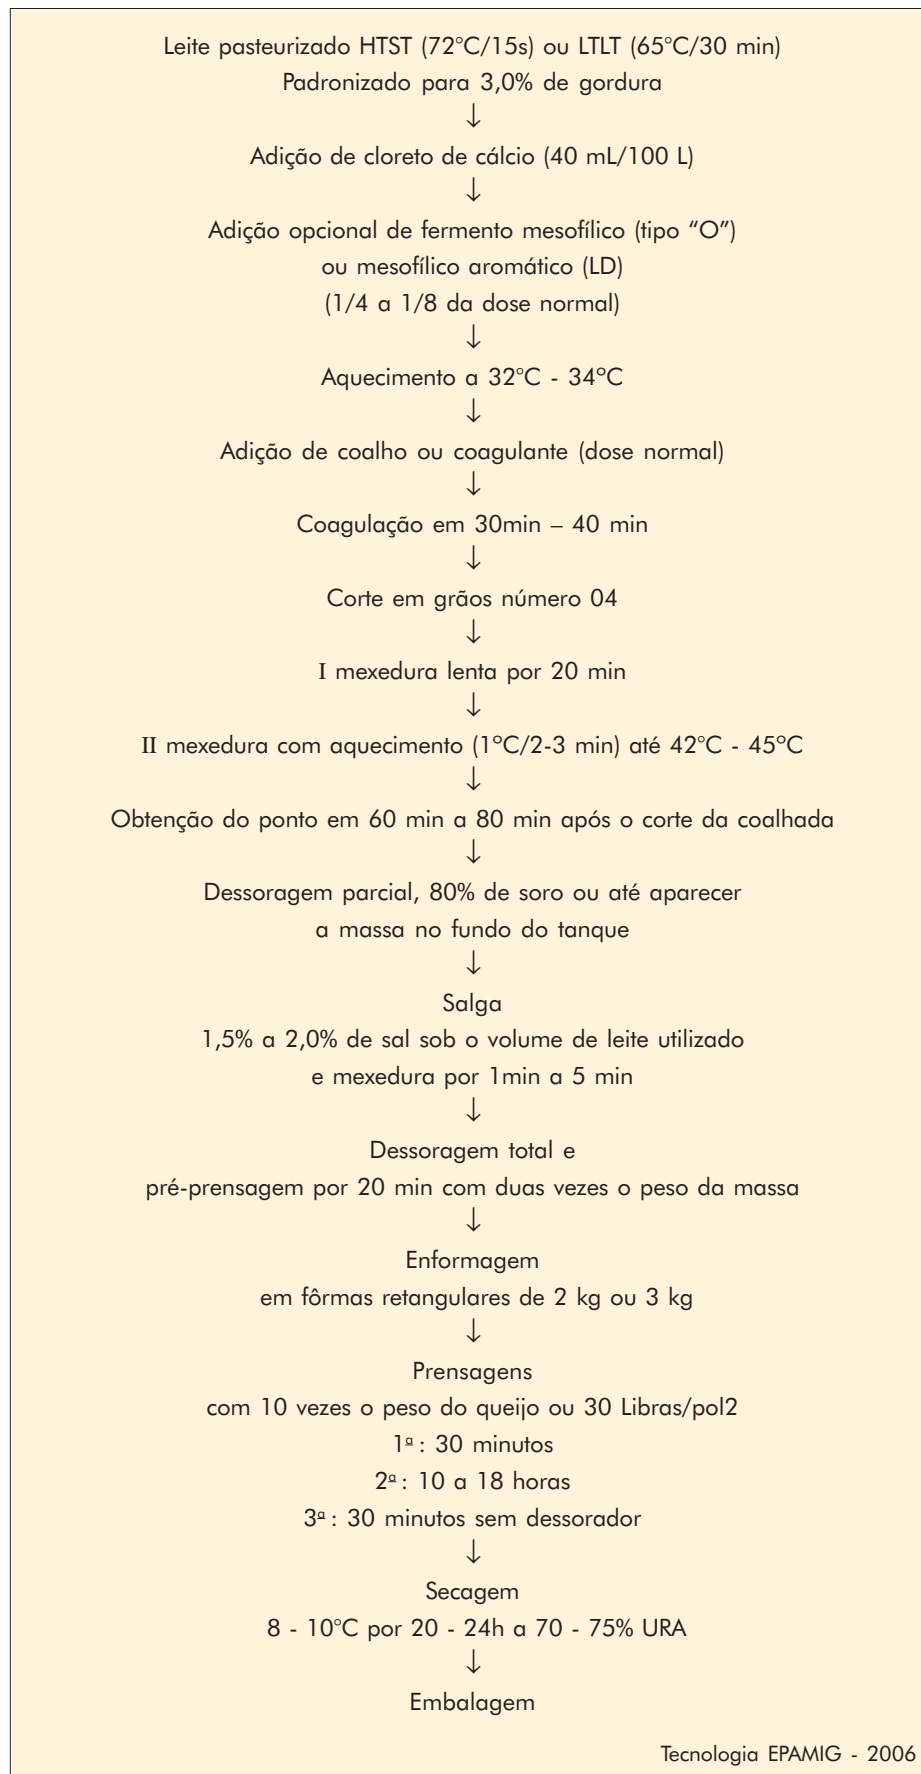 Leite pasteurizado HTST (72°C/15s) ou LTLT (65°C/30 min)
Padronizado para 3,0% de gordura
↓
Adição de cloreto de cálcio (40 mL/100 L)
↓
Adição opcional de fermento mesofílico (tipo “O”)
ou mesofílico aromático (LD)
(1/4 a 1/8 da dose normal)
↓
Aquecimento a 32°C - 34ºC
↓
Adição de coalho ou coagulante (dose normal)
↓
Coagulação em 30min – 40 min
↓
Corte em grãos número 04
↓
I mexedura lenta por 20 min
↓
II mexedura com aquecimento (1ºC/2-3 min) até 42°C - 45ºC
↓
Obtenção do ponto em 60 min a 80 min após o corte da coalhada
↓
Dessoragem parcial, 80% de soro ou até aparecer
a massa no fundo do tanque
↓
Salga
1,5% a 2,0% de sal sob o volume de leite utilizado
e mexedura por 1min a 5 min
↓
Dessoragem total e
pré-prensagem por 20 min com duas vezes o peso da massa
↓
Enformagem
em fôrmas retangulares de 2 kg ou 3 kg
↓
Prensagens
com 10 vezes o peso do queijo ou 30 Libras/pol2
1ª : 30 minutos
2ª : 10 a 18 horas
3ª : 30 minutos sem dessorador
↓
Secagem
8 - 10°C por 20 - 24h a 70 - 75% URA
↓
Embalagem
Tecnologia EPAMIG - 2006